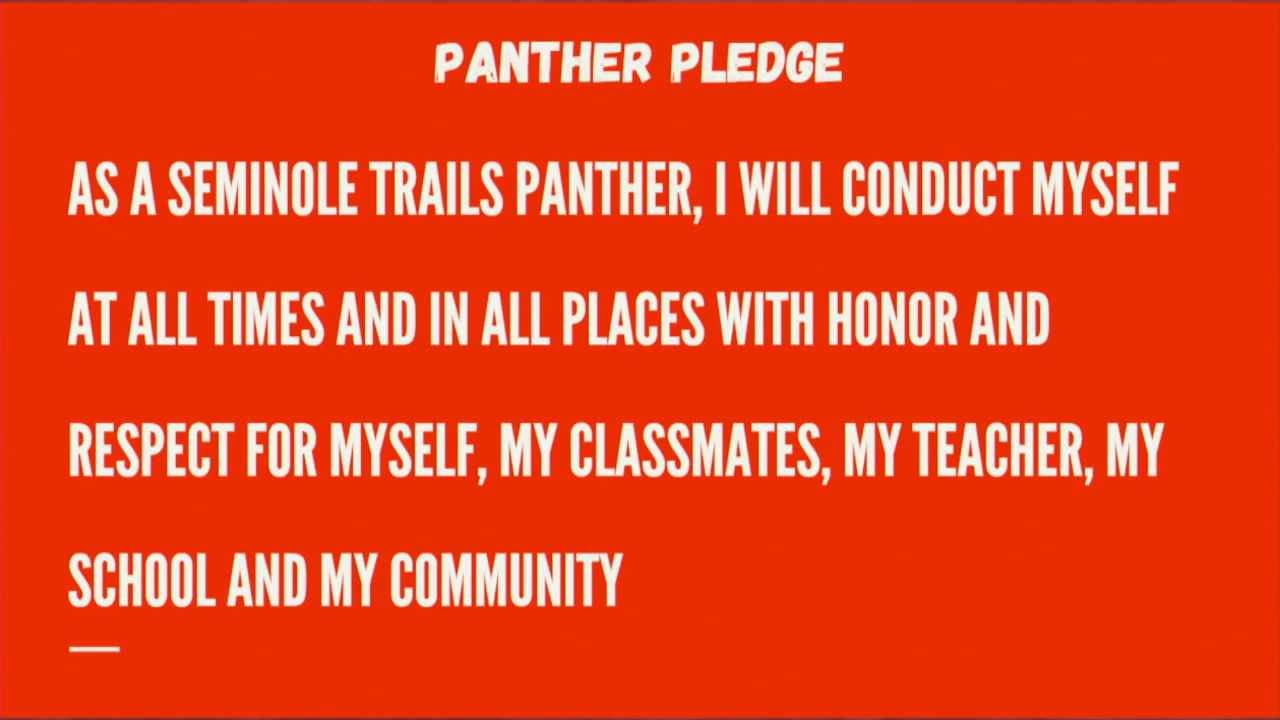 PANTHER PLEDGE
AS A SEMINOLE TRAILS PANTHER, I WILL CONDUCT MYSELF
AT ALL TIMES AND IN ALL PLACES WITH HONOR AND
RESPECT FOR MYSELF, MY CLASSMATES, MY TEACHER, MY
SCHOOL AND MY COMMUNITY